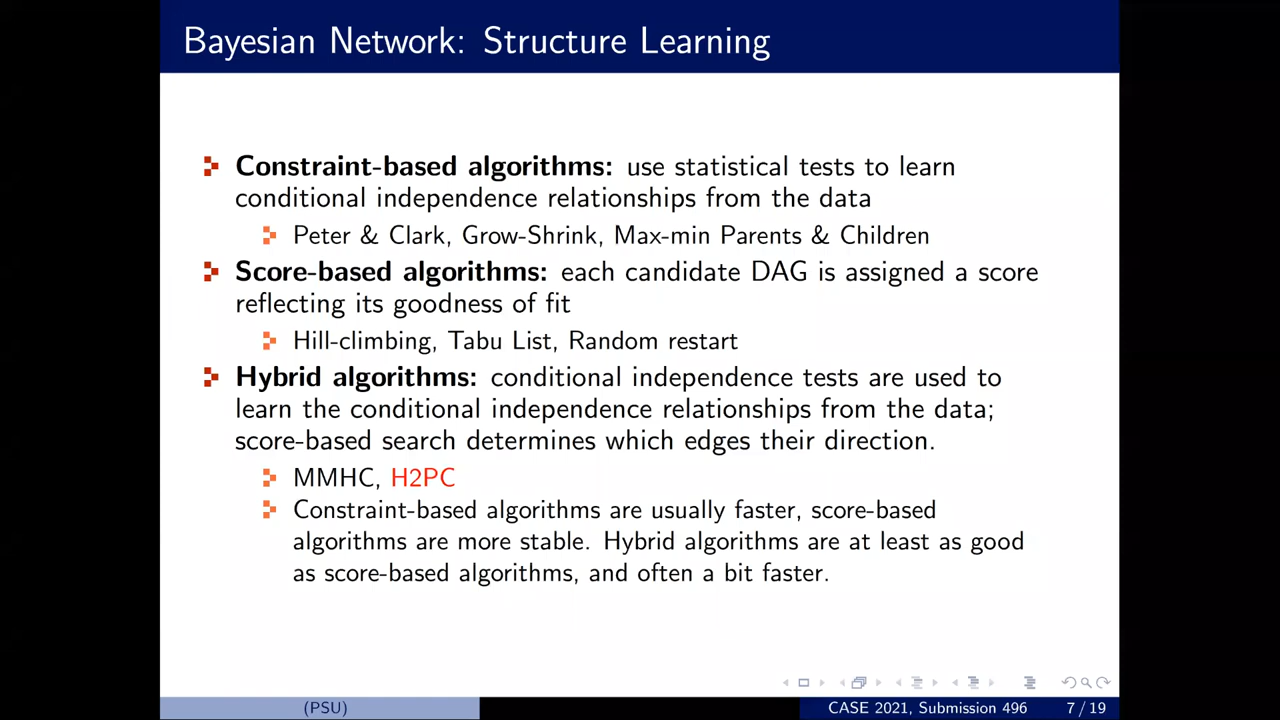 Bayesian Network: Structure Learning
Constraint-based algorithms: use statistical tests to learn
conditional independence relationships from the data
Peter & Clark, Grow-Shrink, Max-min Parents & Children
Score-based algorithms: each candidate DAG is assigned a score
reflecting its goodness of fit
Hill-climbing, Tabu List, Random restart
Hybrid algorithms: conditional independence tests are used to
learn the conditional independence relationships from the data;
score-based search determines which edges their direction.
MMHC, H2PC
Constraint-based algorithms are usually faster, score-based
algorithms are more stable. Hybrid algorithms are at least as good
as score-based algorithms, and often a bit faster.
(PSU)
CASE 2021, Submission 496
7 / 19